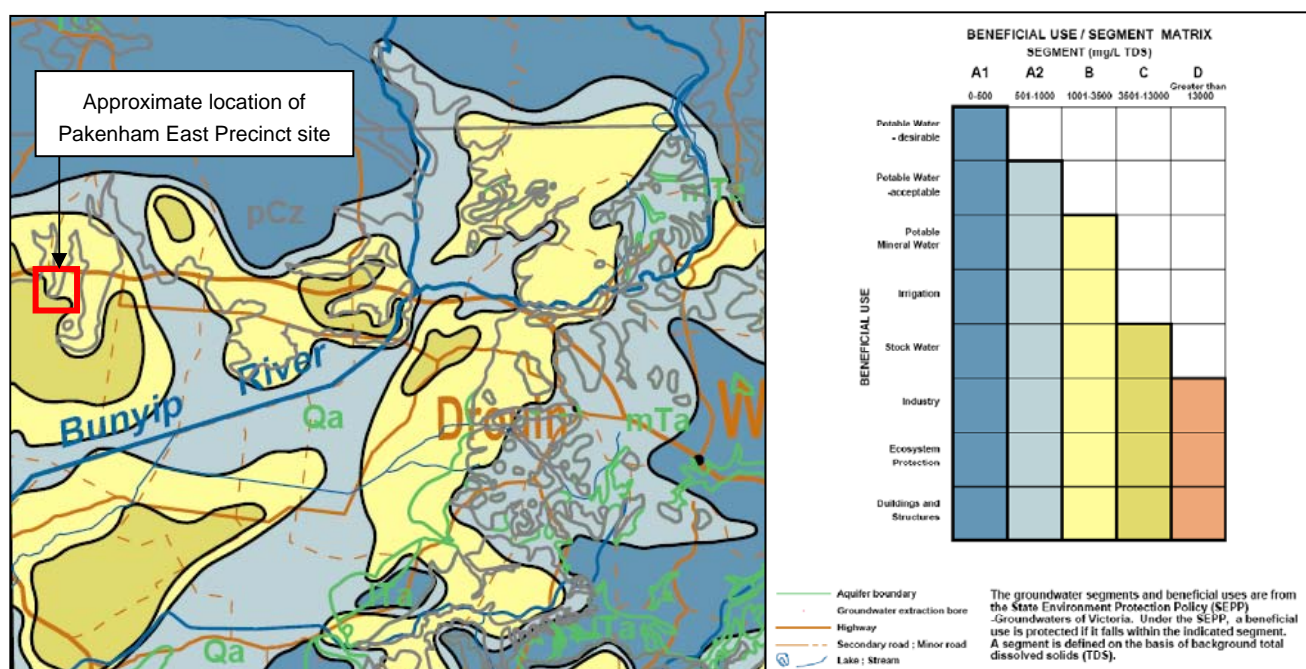 Approximate location of
Pakenham East Precinct site
pCz
mTa
Bunyip River
Qa
Drouin
mTa
W
Qa
BENEFICIAL USE / SEGMENT MATRIX
SEGMENT (mg/L TDS)
A1 A2 B C D
0-500 501-1000 1001-3500 3501-13000 Greater than 13000
BENEFICIAL USE
Potable Water
- desirable
Potable Water
-acceptable
Potable
Mineral Water
Irrigation
Stock Water
Industry
Ecosystem
Protection
Buildings and
Structures
Aquifer boundary
Groundwater extraction bore
Highway
Secondary road ; Minor road
Lake ; Stream
The groundwater segments and beneficial uses are from
the State Environment Protection Policy (SEPP)
-Groundwaters of Victoria. Under the SEPP, a beneficial
use is protected if it falls within the indicated segment.
A segment is defined on the basis of background total
dissolved solids (TDS).